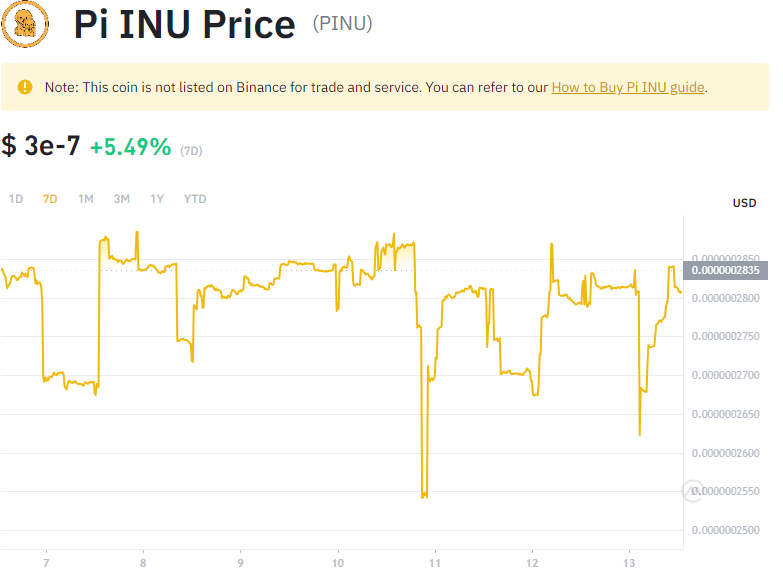 Pi INU Price (PINU)
Note: This coin is not listed on Binance for trade and service. You can refer to our How to Buy Pi INU guide.
$ 3e-7 +5.49% (7D)
1D 7D 1M 3M 1Y YTD
USD
0.0000002850
0.0000002835
0.0000002800
0.0000002750
0.0000002700
0.0000002650
0.0000002600
0.0000002550
0.0000002500
7 8 9 10 11 12 13